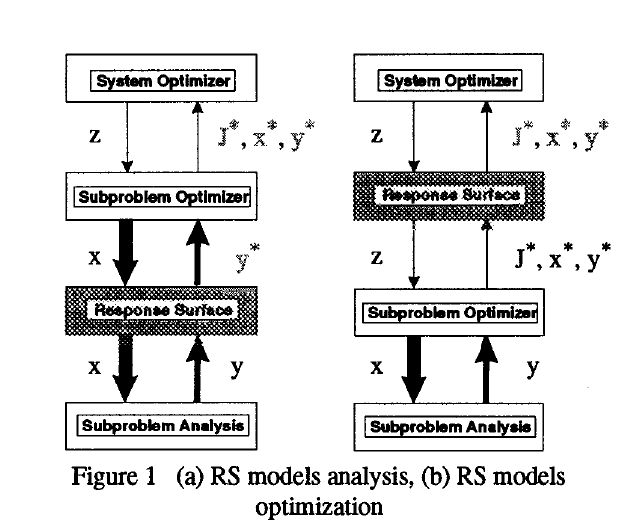 System Optimizer
z
J*, x*, y*
Subproblem Optimizer
x
y*
Response Surface
x
y
Subproblem Analysis
System Optimizer
z
J*, x*, y*
Response Surface
z
J*, x*, y*
Subproblem Optimizer
x
y
Subproblem Analysis
Figure 1 (a) RS models analysis, (b) RS models
optimization